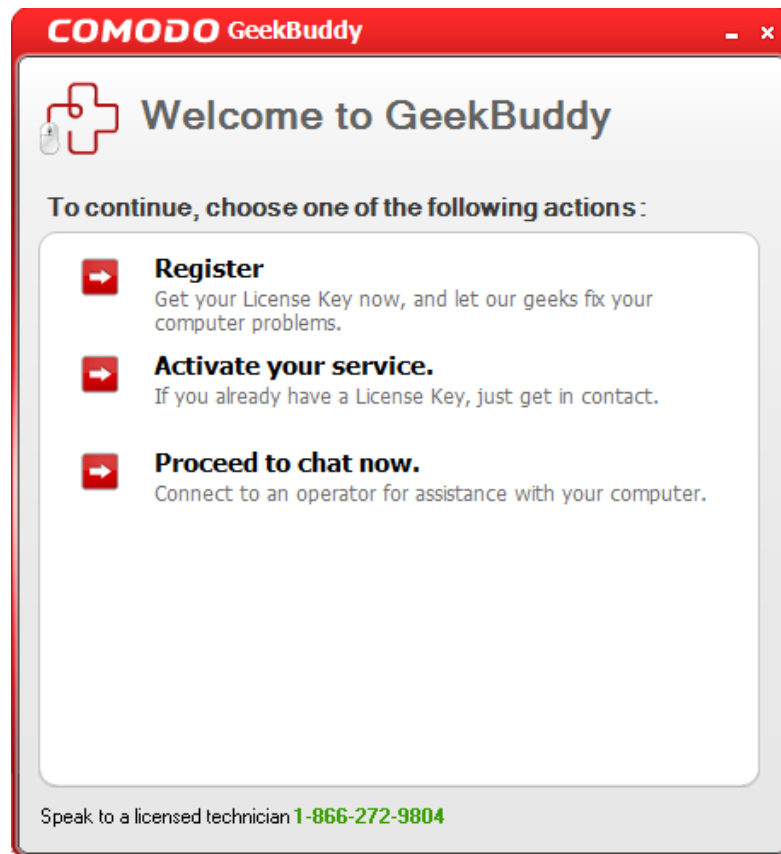 COMODO GeekBuddy
Welcome to GeekBuddy
To continue, choose one of the following actions:
Register
Get your License Key now, and let our geeks fix your
computer problems.
Activate your service.
If you already have a License Key, just get in contact.
Proceed to chat now.
Connect to an operator for assistance with your computer.
Speak to a licensed technician 1-866-272-9804